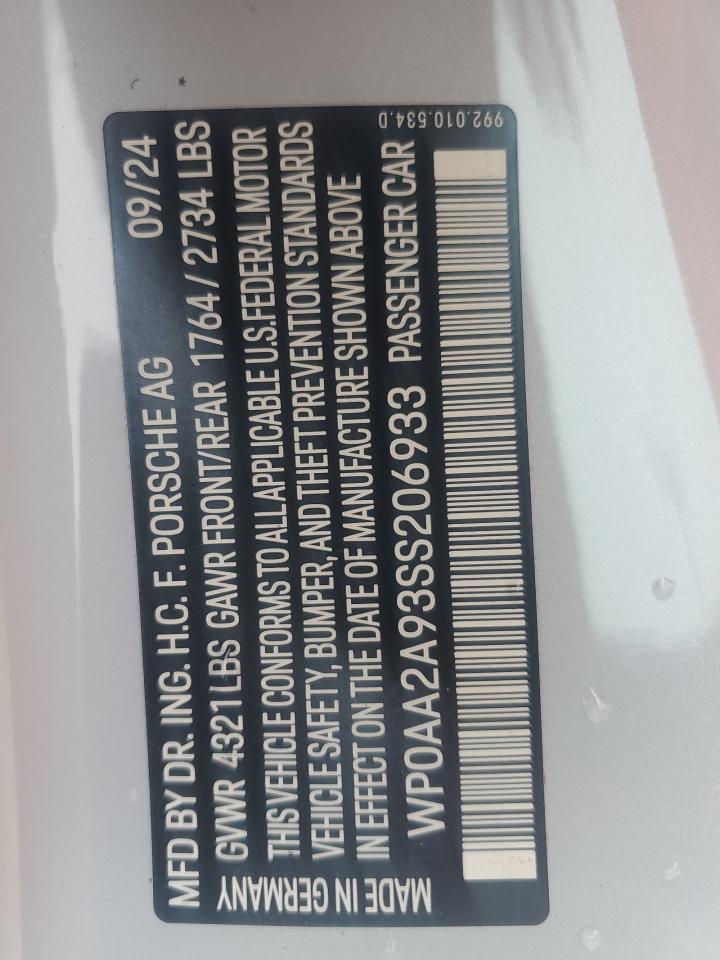 MFD BY DR. ING. H.C. F. PORSCHE AG 09/24
GVWR 4321 LBS GAWR FRONT/REAR 1764 / 2734 LBS
THIS VEHICLE CONFORMS TO ALL APPLICABLE U.S. FEDERAL MOTOR
VEHICLE SAFETY, BUMPER, AND THEFT PREVENTION STANDARDS
IN EFFECT ON THE DATE OF MANUFACTURE SHOWN ABOVE
WP0AA2A93SS206933 PASSENGER CAR
MADE IN GERMANY
992.010.534.D